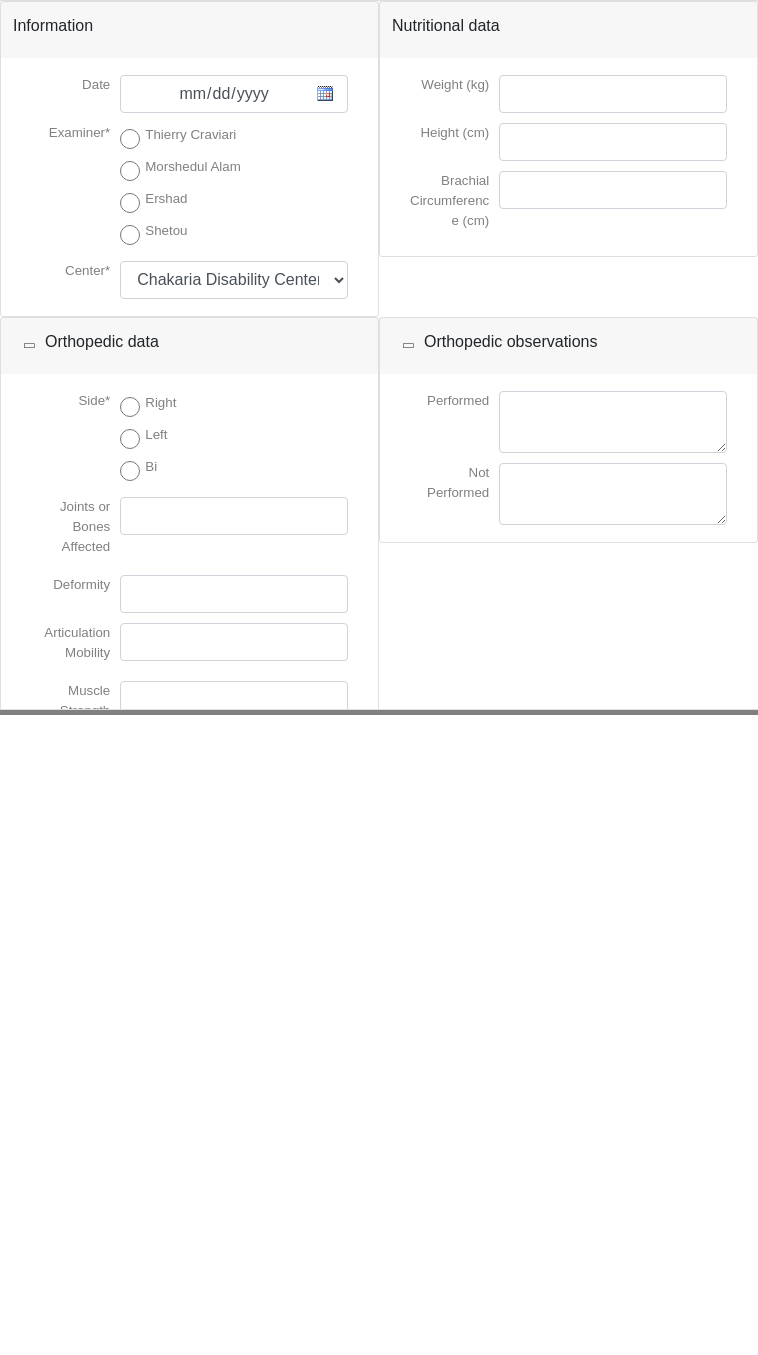 Information
Date
mm/dd/yyyy
Examiner*
Thierry Craviari
Morshedul Alam
Ershad
Shetou
Center*
Chakaria Disability Center
Nutritional data
Weight (kg)
Height (cm)
Brachial
Circumferenc
e (cm)
Orthopedic data
Side*
Right
Left
Bi
Joints or
Bones
Affected
Deformity
Articulation
Mobility
Muscle
Strength
Orthopedic observations
Performed
Not
Performed